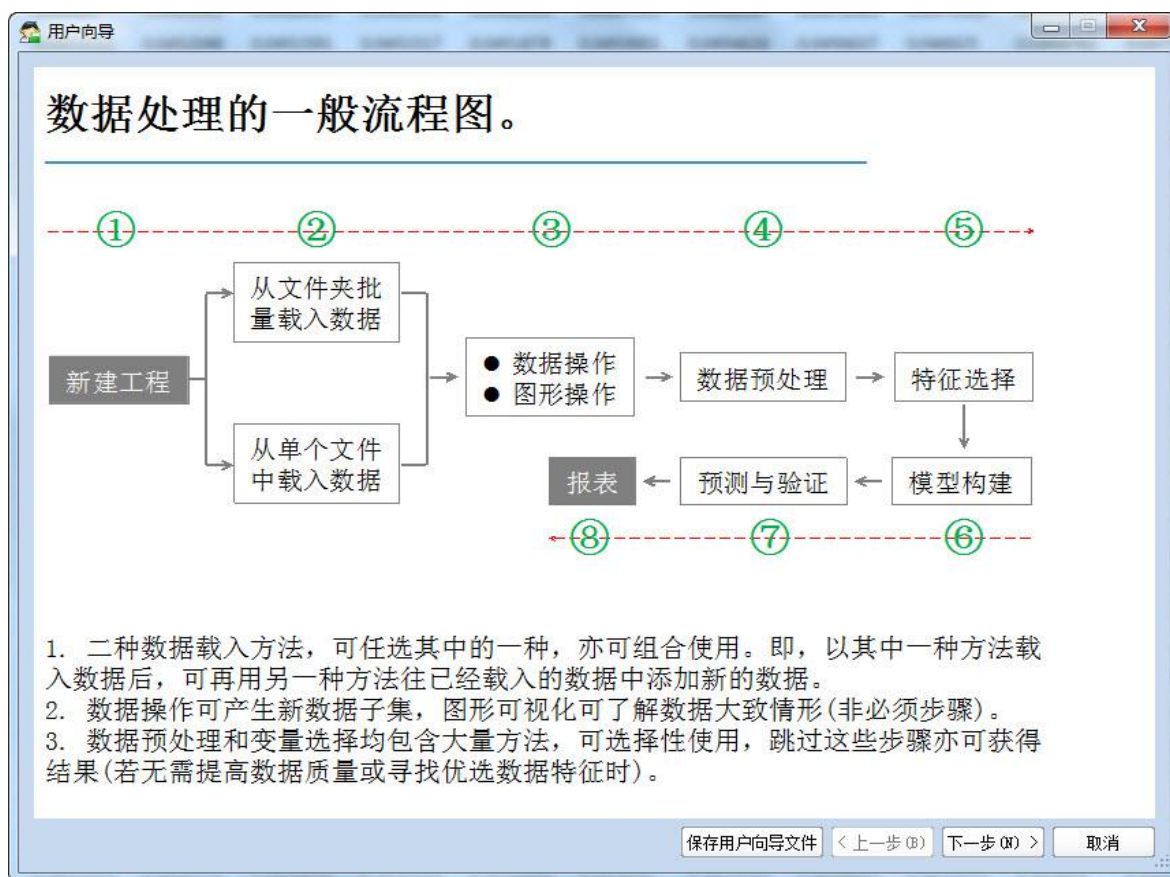 用户向导
数据处理的一般流程图。
① ② ③ ④ ⑤
从文件夹批
量载入数据
新建工程
从单个文件
中载入数据
● 数据操作
● 图形操作
数据预处理
特征选择
报表
预测与验证
模型构建
⑧ ⑦ ⑥
1. 二种数据载入方法，可任选其中的一种，亦可组合使用。即，以其中一种方法载
入数据后，可再用另一种方法往已经载入的数据中添加新的数据。
2. 数据操作可产生新数据子集，图形可视化可了解数据大致情形(非必须步骤)。
3. 数据预处理和变量选择均包含大量方法，可选择性使用，跳过这些步骤亦可获得
结果(若无需提高数据质量或寻找优选数据特征时)。
保存用户向导文件 < 上一步(B) 下一步(N) > 取消